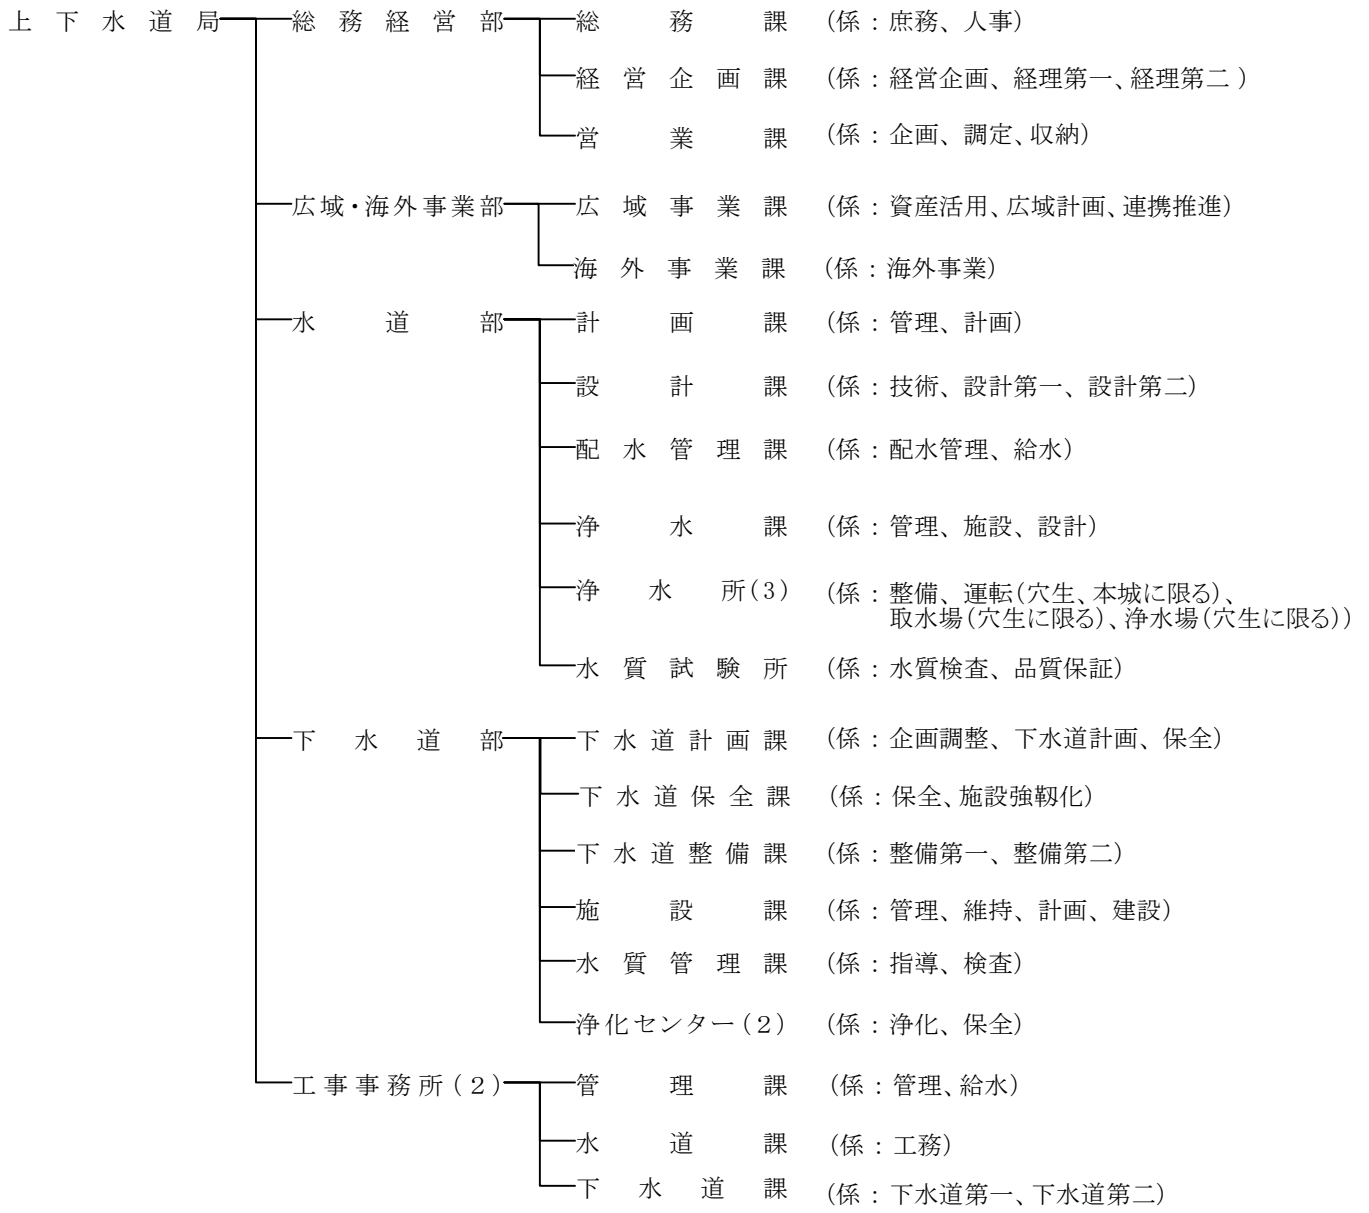 上下水道局 総務経営部 総務課 (係：庶務、人事)
経営企画課 (係：経営企画、経理第一、経理第二)
営業課 (係：企画、調定、収納)
広域・海外事業部 広域事業課 (係：資産活用、広域計画、連携推進)
海外事業課 (係：海外事業)
水道部 計画課 (係：管理、計画)
設計課 (係：技術、設計第一、設計第二)
配水管理課 (係：配水管理、給水)
浄水課 (係：管理、施設、設計)
浄水所(3) (係：整備、運転(穴生、本城に限る)、
取水場(穴生に限る)、浄水場(穴生に限る))
水質試験所 (係：水質検査、品質保証)
下水道部 下水道計画課 (係：企画調整、下水道計画、保全)
下水道保全課 (係：保全、施設強靱化)
下水道整備課 (係：整備第一、整備第二)
施設課 (係：管理、維持、計画、建設)
水質管理課 (係：指導、検査)
浄化センター(２) (係：浄化、保全)
工事事務所(２) 管理課 (係：管理、給水)
水道課 (係：工務)
下水道課 (係：下水道第一、下水道第二)